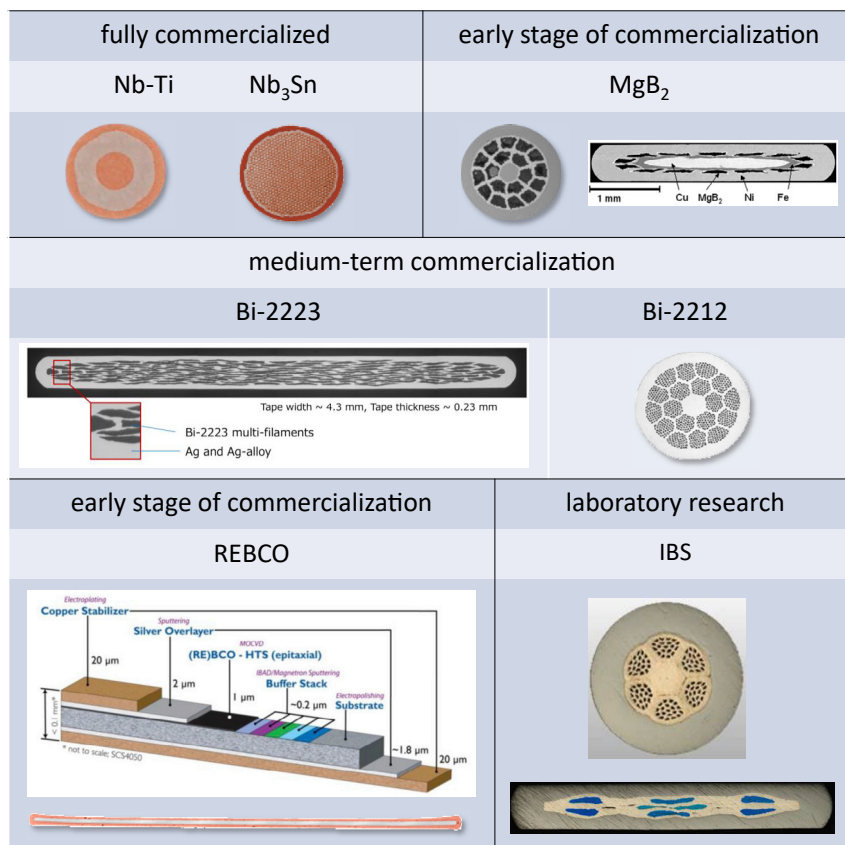 fully commercialized
early stage of commercialization
Nb-Ti
Nb₃Sn
MgB₂
1 mm
Cu
MgB₂
Ni
Fe
medium-term commercialization
Bi-2223
Bi-2212
Tape width ~ 4.3 mm, Tape thickness ~ 0.23 mm
Bi-2223 multi-filaments
Ag and Ag-alloy
early stage of commercialization
laboratory research
REBCO
IBS
Electroplating
Copper Stabilizer
Sputtering
Silver Overlayer
MOCVD
(RE)BCO - HTS (epitaxial)
IBAD/Magnetron Sputtering
Buffer Stack
Electropolishing
Substrate
20 μm
2 μm
1 μm
~0.2 μm
< 0.1 mm*
* not to scale; SCS4050
~1.8 μm
20 μm